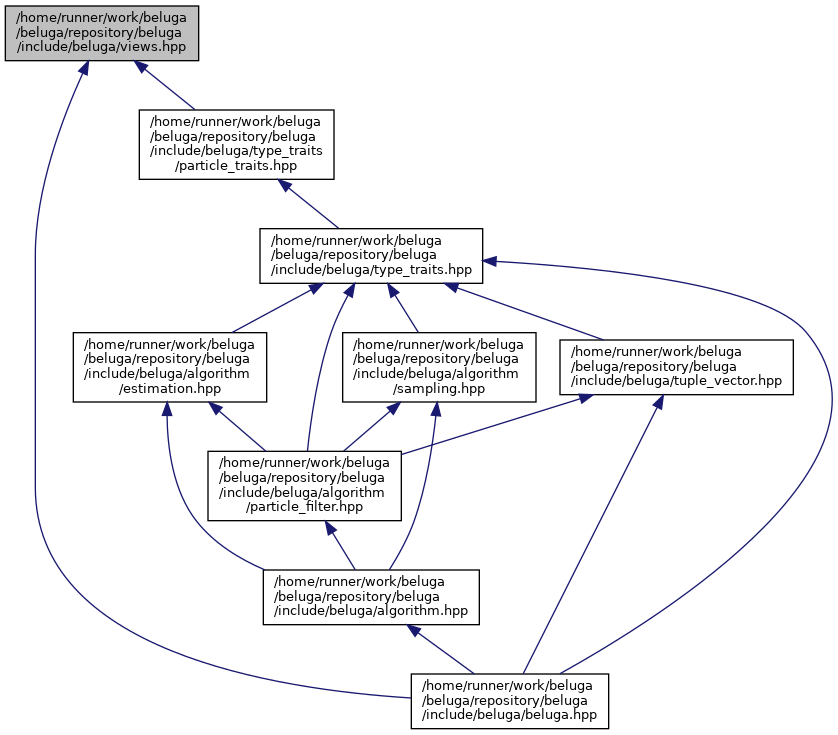 /home/runner/work/beluga
/beluga/repository/beluga
/include/beluga/views.hpp
/home/runner/work/beluga
/beluga/repository/beluga
/include/beluga/type_traits
/particle_traits.hpp
/home/runner/work/beluga
/beluga/repository/beluga
/include/beluga/type_traits.hpp
/home/runner/work/beluga
/beluga/repository/beluga
/include/beluga/algorithm
/estimation.hpp
/home/runner/work/beluga
/beluga/repository/beluga
/include/beluga/algorithm
/sampling.hpp
/home/runner/work/beluga
/beluga/repository/beluga
/include/beluga/tuple_vector.hpp
/home/runner/work/beluga
/beluga/repository/beluga
/include/beluga/algorithm
/particle_filter.hpp
/home/runner/work/beluga
/beluga/repository/beluga
/include/beluga/algorithm.hpp
/home/runner/work/beluga
/beluga/repository/beluga
/include/beluga/beluga.hpp